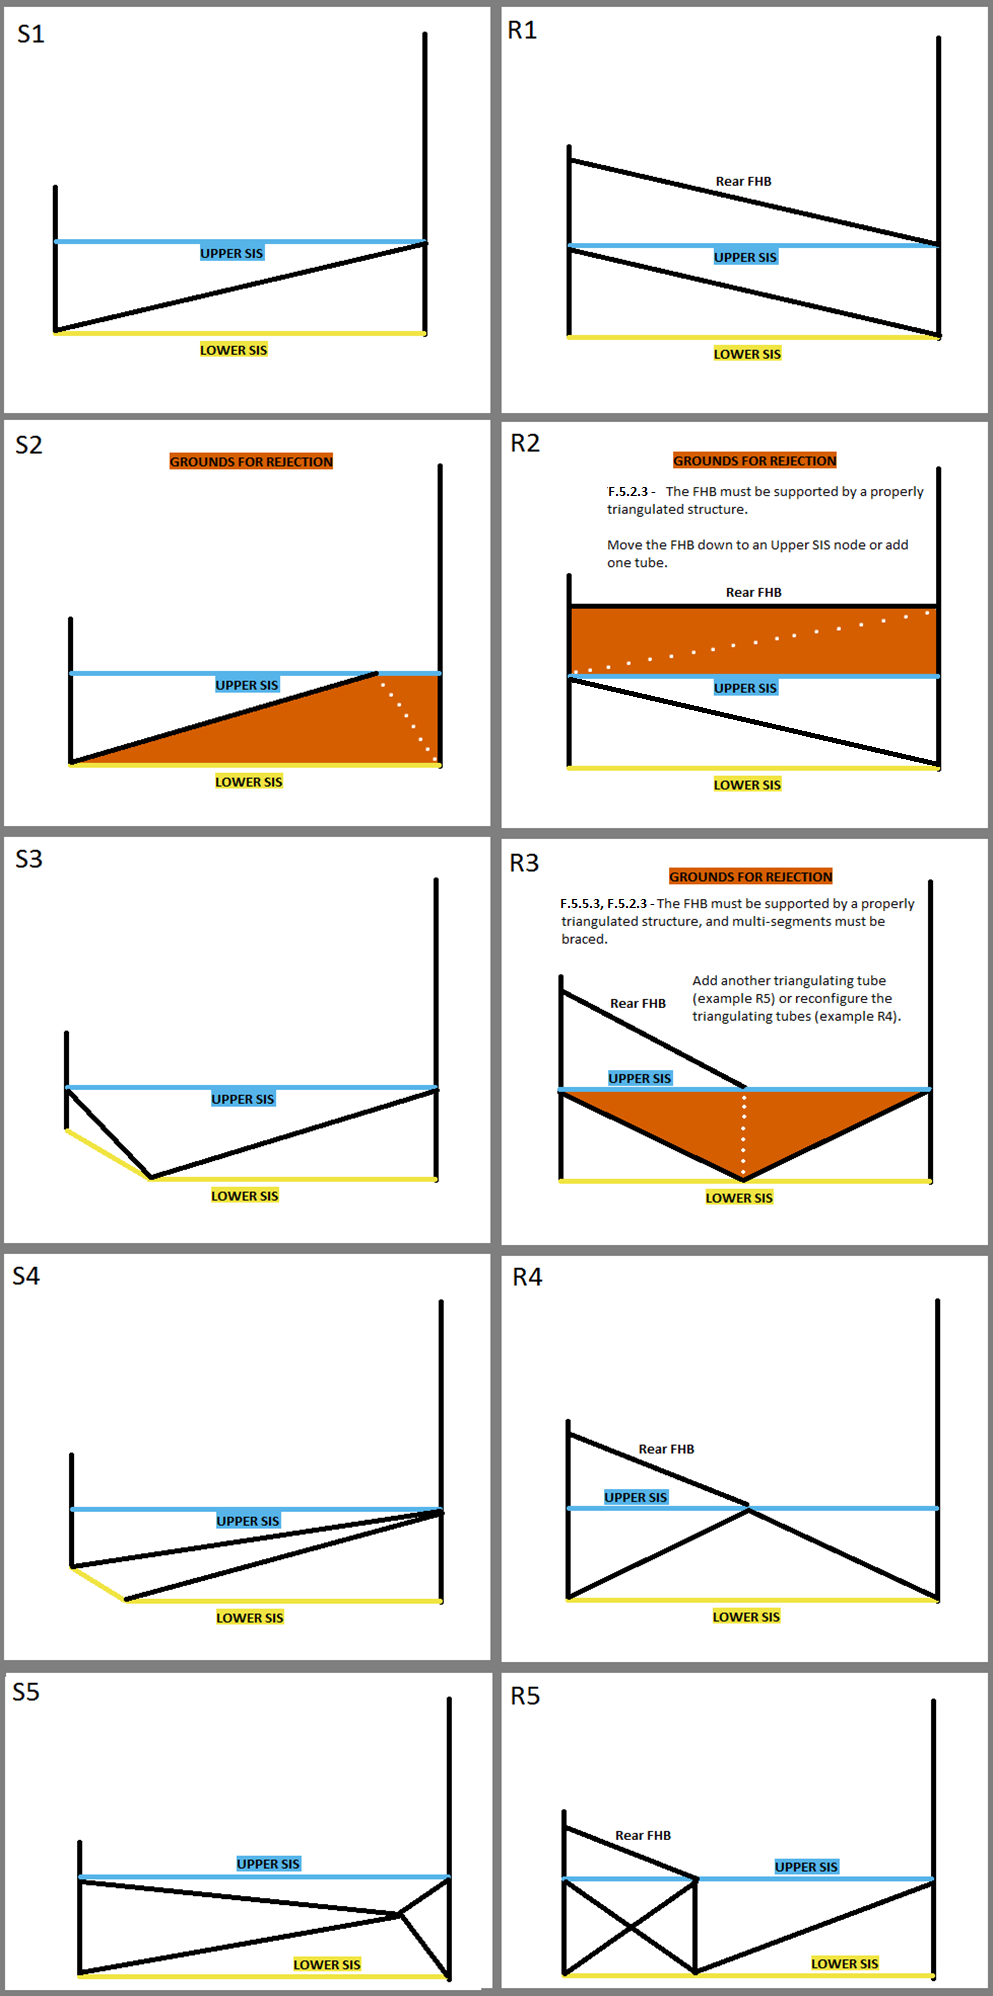 S1
UPPER SIS
LOWER SIS
R1
Rear FHB
UPPER SIS
LOWER SIS
S2
GROUNDS FOR REJECTION
UPPER SIS
LOWER SIS
R2
GROUNDS FOR REJECTION
F.5.2.3 - The FHB must be supported by a properly
triangulated structure.
Move the FHB down to an Upper SIS node or add
one tube.
Rear FHB
UPPER SIS
LOWER SIS
S3
UPPER SIS
LOWER SIS
R3
GROUNDS FOR REJECTION
F.5.5.3, F.5.2.3 - The FHB must be supported by a properly
triangulated structure, and multi-segments must be
braced.
Add another triangulating tube
(example R5) or reconfigure the
triangulating tubes (example R4).
Rear FHB
UPPER SIS
LOWER SIS
S4
UPPER SIS
LOWER SIS
R4
Rear FHB
UPPER SIS
LOWER SIS
S5
UPPER SIS
LOWER SIS
R5
Rear FHB
UPPER SIS
LOWER SIS